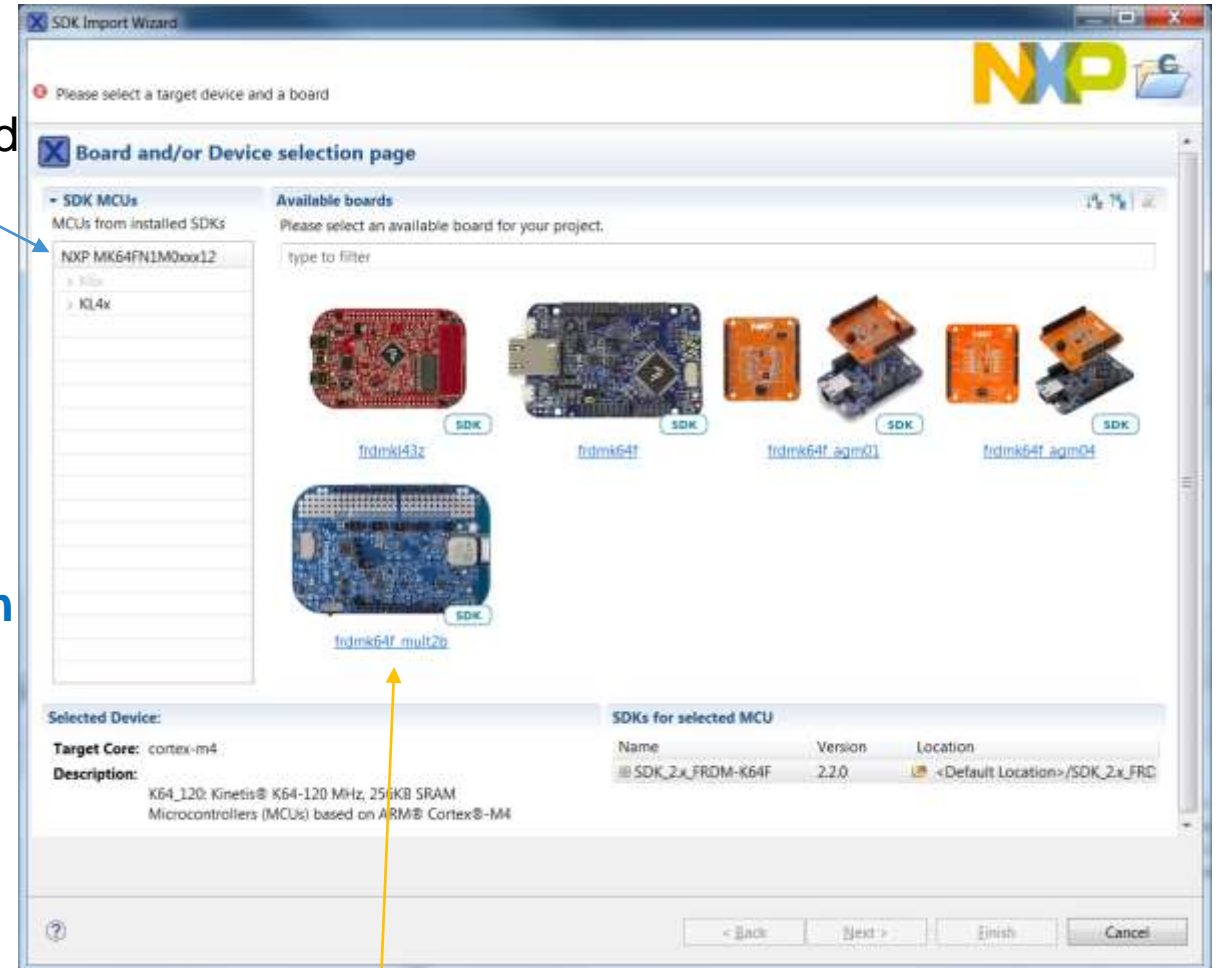 SDK Import Wizard
NXP
Please select a target device and a board
d
Board and/or Device selection page
SDK MCUs
MCUs from installed SDKs
NXP MK64FN1M0xxx12
KL4x
Available boards
Please select an available board for your project.
type to filter
SDK
SDK
SDK
SDK
frdmkl43z
frdmk64f
frdmk64f_agm01
frdmk64f_agm04
n
SDK
frdmk64f_mult2b
Selected Device:
Target Core: cortex-m4
Description:
K64_120: Kinetis® K64-120 MHz, 256KB SRAM
Microcontrollers (MCUs) based on ARM® Cortex®-M4
SDKs for selected MCU
Name Version Location
SDK_2.x_FRDM-K64F 2.2.0 <Default Location>/SDK_2.x_FRD
< Back Next > Finish Cancel